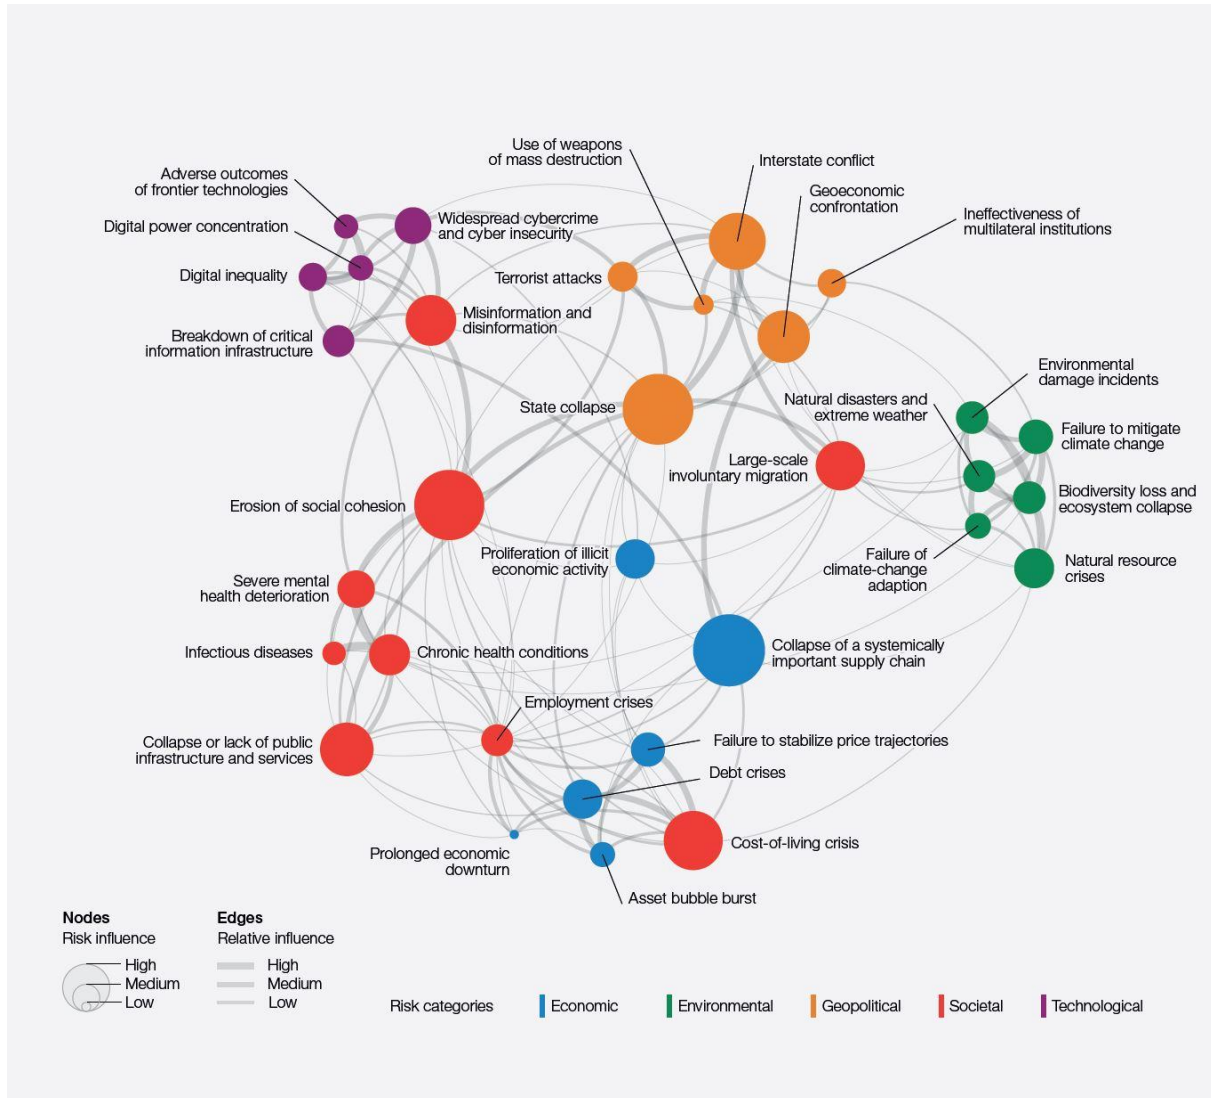 Use of weapons
of mass destruction
Interstate conflict
Adverse outcomes
of frontier technologies
Geoeconomic
confrontation
Digital power concentration
Widespread cybercrime
and cyber insecurity
Ineffectiveness of
multilateral institutions
Digital inequality
Terrorist attacks
Misinformation and
disinformation
Breakdown of critical
information infrastructure
Environmental
damage incidents
State collapse
Natural disasters and
extreme weather
Failure to mitigate
climate change
Large-scale
involuntary migration
Biodiversity loss and
ecosystem collapse
Erosion of social cohesion
Proliferation of illicit
economic activity
Failure of
climate-change
adaption
Natural resource
crises
Severe mental
health deterioration
Infectious diseases
Chronic health conditions
Collapse of a systemically
important supply chain
Employment crises
Collapse or lack of public
infrastructure and services
Failure to stabilize price trajectories
Debt crises
Prolonged economic
downturn
Cost-of-living crisis
Asset bubble burst
Nodes
Risk influence
High
Medium
Low
Edges
Relative influence
High
Medium
Low
Risk categories
Economic
Environmental
Geopolitical
Societal
Technological